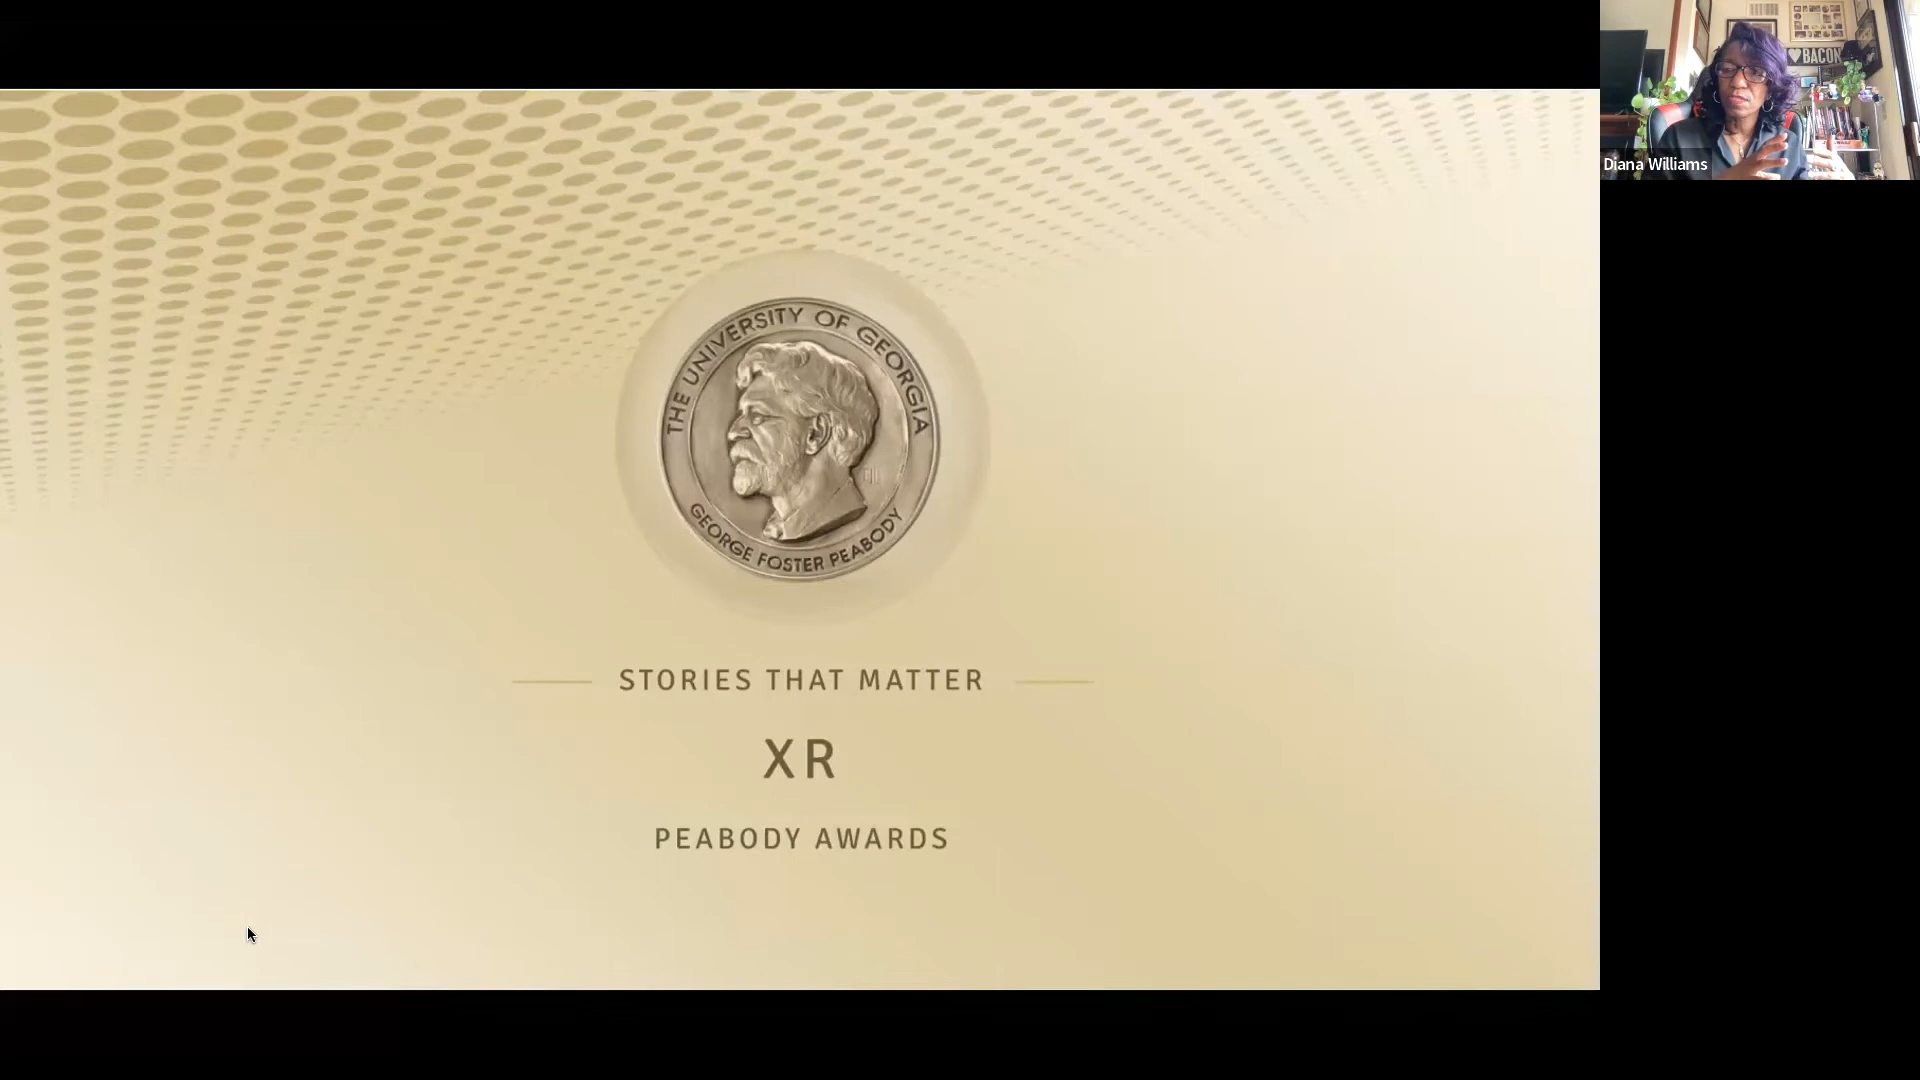 THE UNIVERSITY OF GEORGIA
GEORGE FOSTER PEABODY
STORIES THAT MATTER
XR
PEABODY AWARDS
BACON
Diana Williams